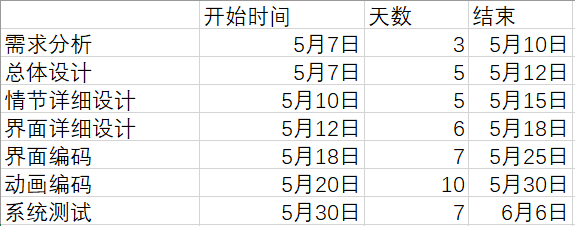 开始时间 天数 结束
需求分析 5月7日 3 5月10日
总体设计 5月7日 5 5月12日
情节详细设计 5月10日 5 5月15日
界面详细设计 5月12日 6 5月18日
界面编码 5月18日 7 5月25日
动画编码 5月20日 10 5月30日
系统测试 5月30日 7 6月6日